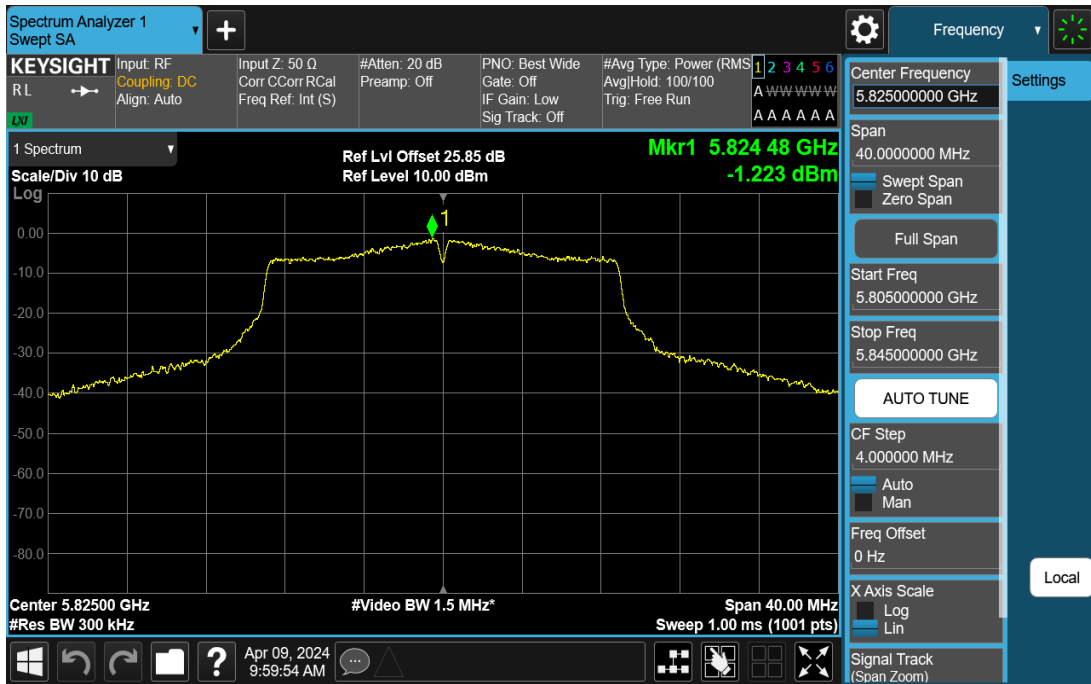 Spectrum Analyzer 1
Swept SA
+
Frequency
KEYSIGHT
R L
LXI
Input: RF
Coupling: DC
Align: Auto
Input Z: 50 Ω
Corr CCorr RCal
Freq Ref: Int (S)
#Atten: 20 dB
Preamp: Off
PNO: Best Wide
Gate: Off
IF Gain: Low
Sig Track: Off
#Avg Type: Power (RMS
Avg|Hold: 100/100
Trig: Free Run
1 2 3 4 5 6
A W W W W W
A A A A A A
1 Spectrum
Scale/Div 10 dB
Ref Lvl Offset 25.85 dB
Ref Level 10.00 dBm
Mkr1 5.824 48 GHz
-1.223 dBm
Log
1
0.00
-10.0
-20.0
-30.0
-40.0
-50.0
-60.0
-70.0
-80.0
Center 5.82500 GHz
#Res BW 300 kHz
#Video BW 1.5 MHz*
Span 40.00 MHz
Sweep 1.00 ms (1001 pts)
?
Apr 09, 2024
9:59:54 AM
Center Frequency
5.825000000 GHz
Span
40.0000000 MHz
Swept Span
Zero Span
Full Span
Start Freq
5.805000000 GHz
Stop Freq
5.845000000 GHz
AUTO TUNE
CF Step
4.000000 MHz
Auto
Man
Freq Offset
0 Hz
X Axis Scale
Log
Lin
Signal Track
(Span Zoom)
Settings
Local